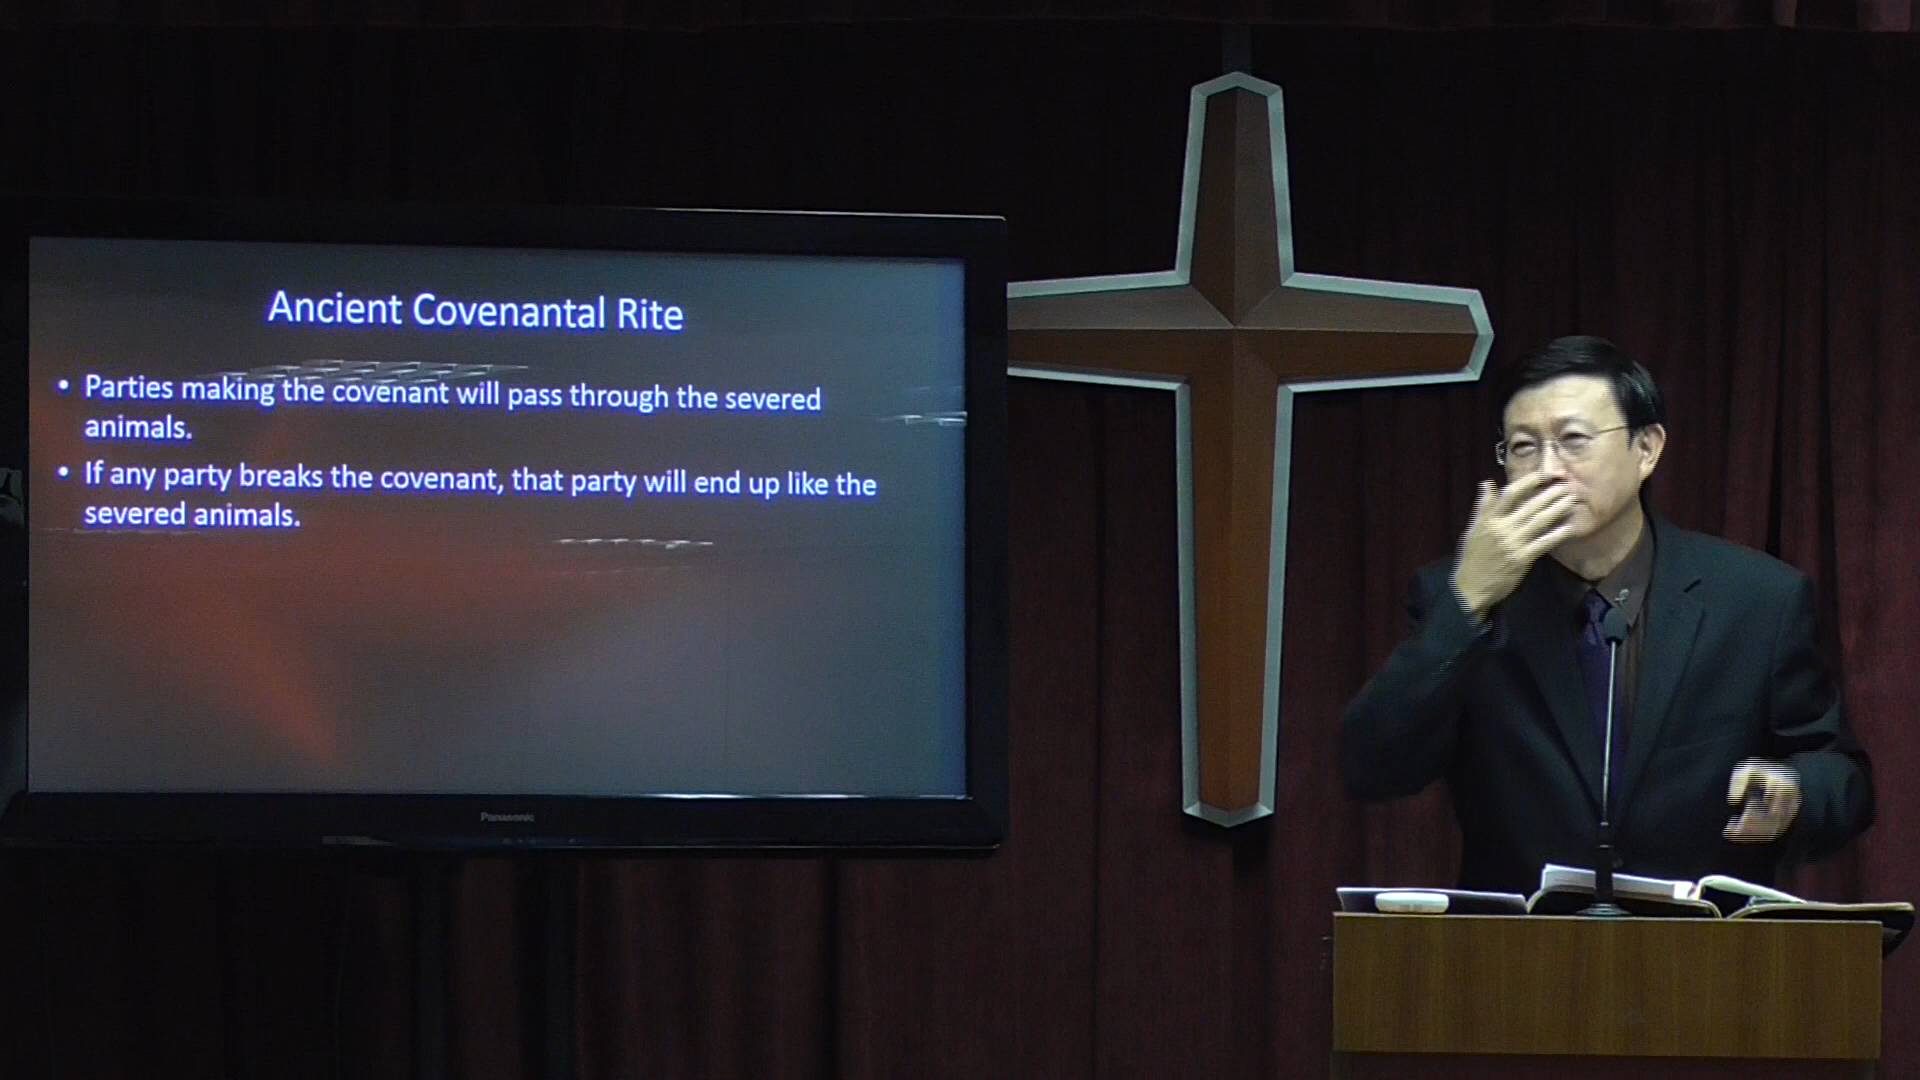 Ancient Covenantal Rite
• Parties making the covenant will pass through the severed
animals.
• If any party breaks the covenant, that party will end up like the
severed animals.
Panasonic